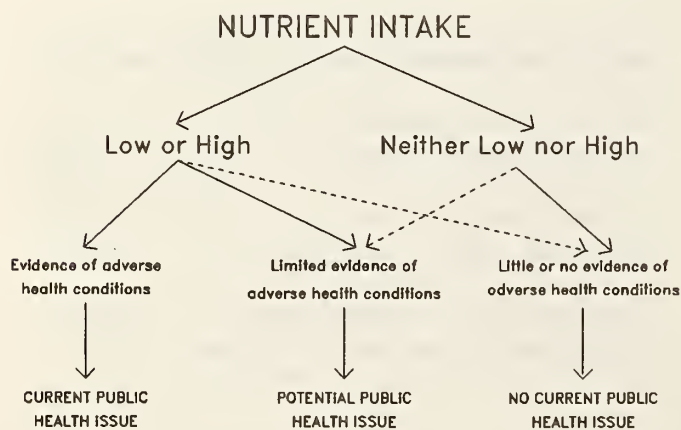 NUTRIENT INTAKE
Low or High
Neither Low nor High
Evidence of adverse
health conditions
Limited evidence of
adverse health conditions
Little or no evidence of
adverse health conditions
CURRENT PUBLIC
HEALTH ISSUE
POTENTIAL PUBLIC
HEALTH ISSUE
NO CURRENT PUBLIC
HEALTH ISSUE